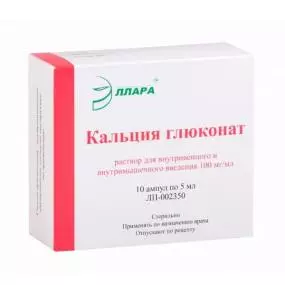 ЭЛЛАРА
Кальция глюконат
раствор для внутривенного и
внутримышечного введения 100 мг/мл
10 ампул по 5 мл
ЛП-002350
Стерильно
Применять по назначению врача
Отпускают по рецепту